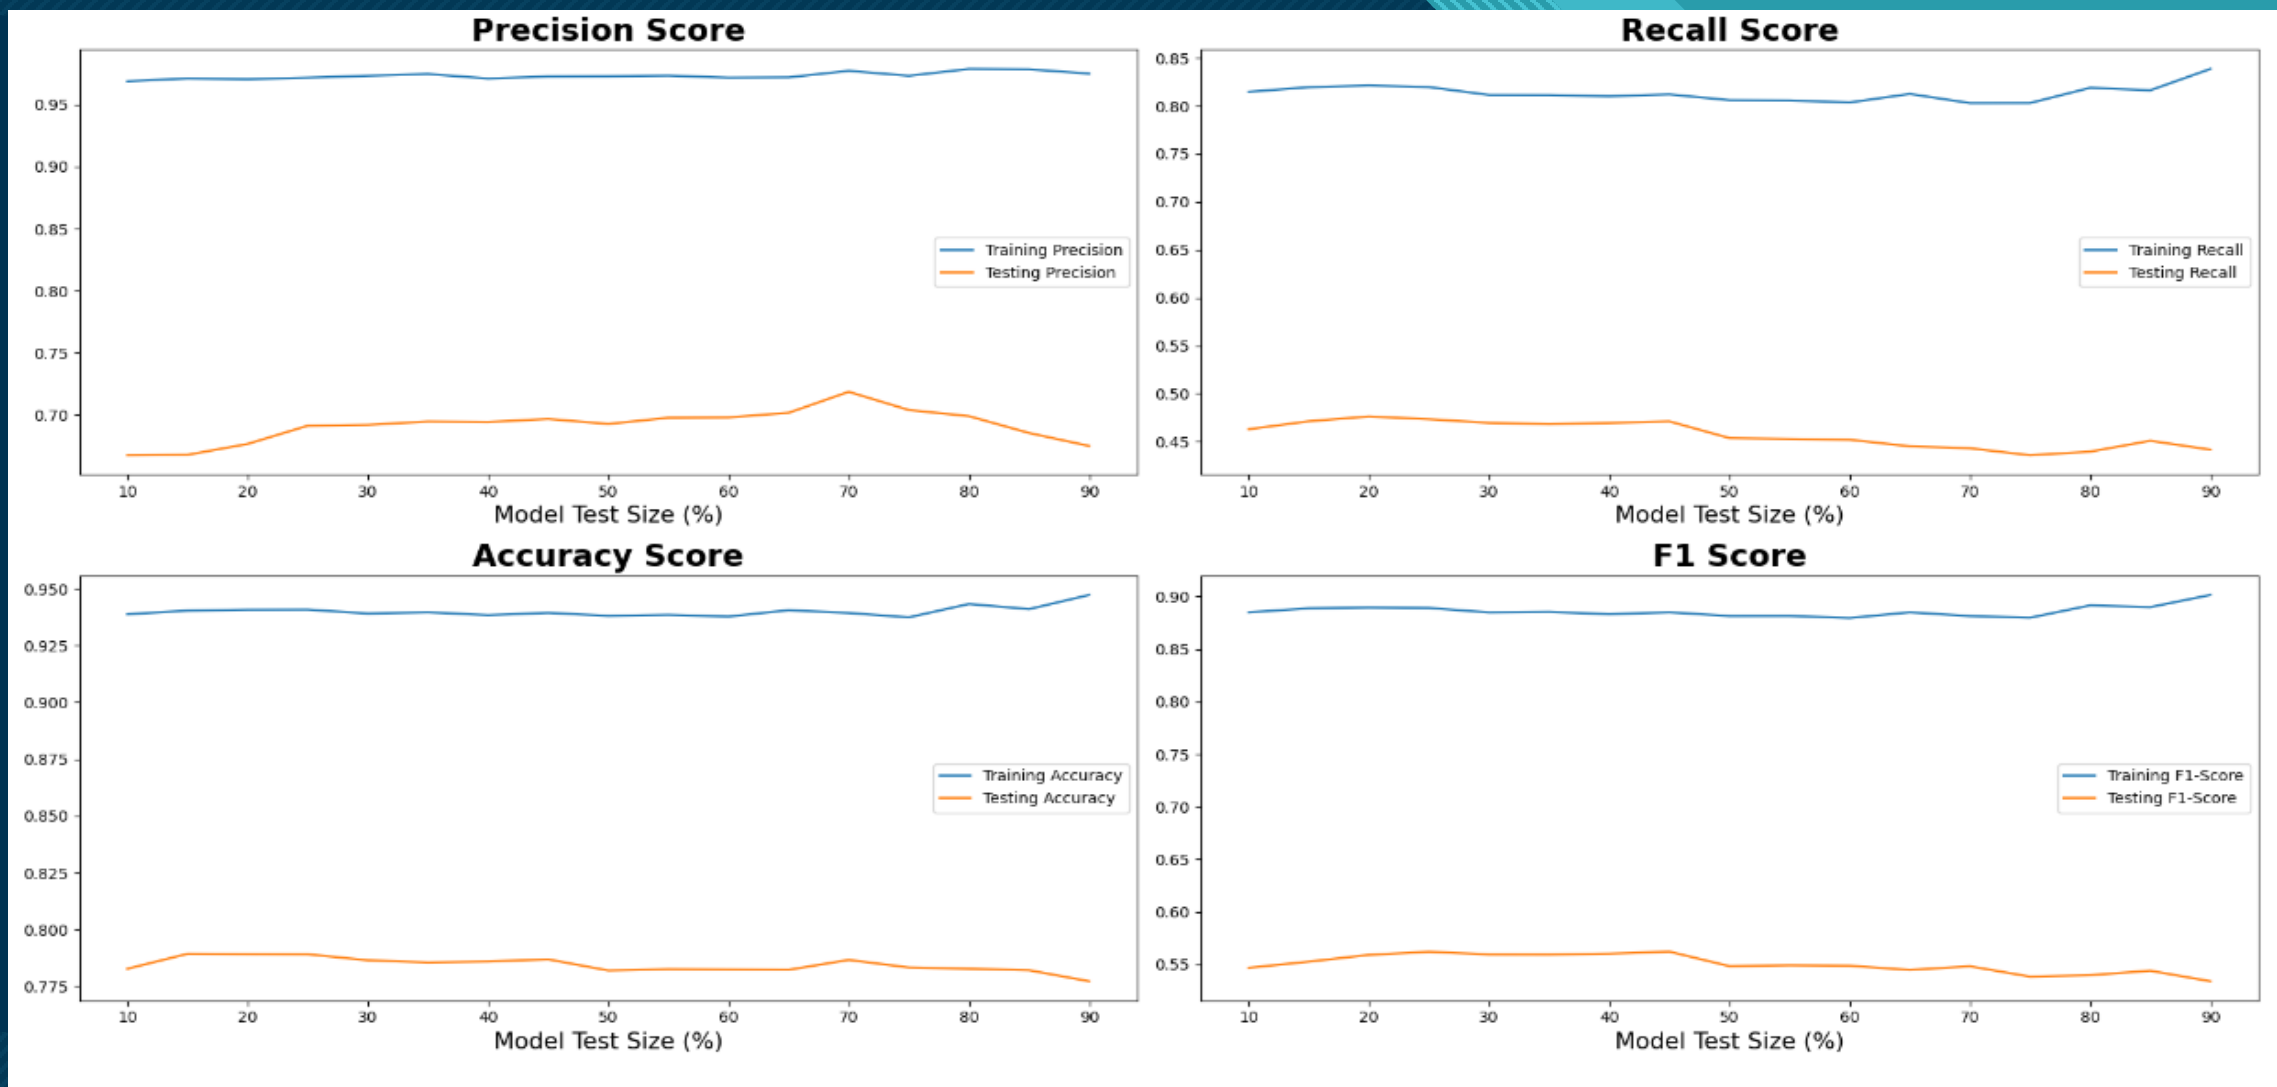 Precision Score
0.95
0.90
0.85
0.80
0.75
0.70
Training Precision
Testing Precision
10 20 30 40 50 60 70 80 90
Model Test Size (%)
Recall Score
0.85
0.80
0.75
0.70
0.65
0.60
0.55
0.50
0.45
Training Recall
Testing Recall
10 20 30 40 50 60 70 80 90
Model Test Size (%)
Accuracy Score
0.950
0.925
0.900
0.875
0.850
0.825
0.800
0.775
Training Accuracy
Testing Accuracy
10 20 30 40 50 60 70 80 90
Model Test Size (%)
F1 Score
0.90
0.85
0.80
0.75
0.70
0.65
0.60
0.55
Training F1-Score
Testing F1-Score
10 20 30 40 50 60 70 80 90
Model Test Size (%)